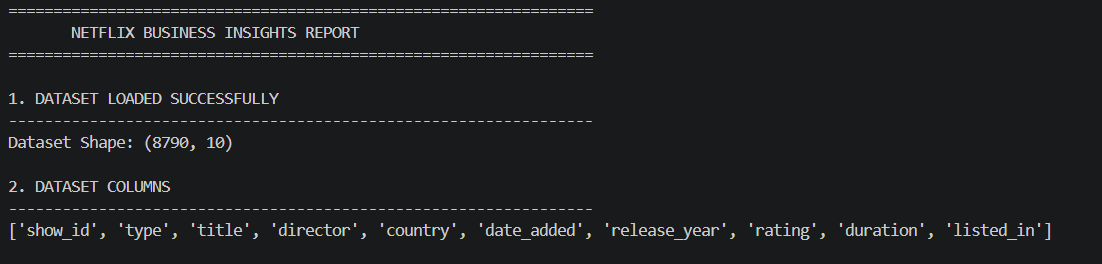 =================================================================
NETFLIX BUSINESS INSIGHTS REPORT
=================================================================
1. DATASET LOADED SUCCESSFULLY
-----------------------------------------------------------------
Dataset Shape: (8790, 10)
2. DATASET COLUMNS
-----------------------------------------------------------------
['show_id', 'type', 'title', 'director', 'country', 'date_added', 'release_year', 'rating', 'duration', 'listed_in']